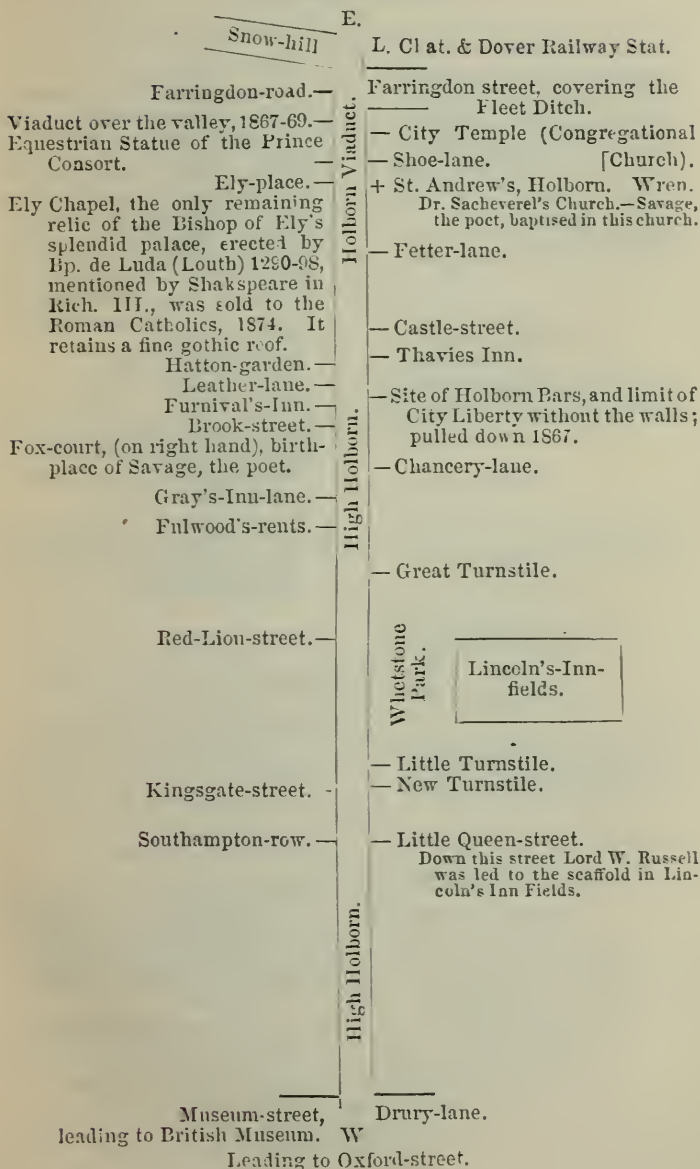 E.
Snow-hill
L. Chat. & Dover Railway Stat.
Farringdon-road.—
Viaduct over the valley, 1867-69.—
Equestrian Statue of the Prince
Consort. —
Ely-place.—
Ely Chapel, the only remaining
relic of the Bishop of Ely's
splendid palace, erected by
Bp. de Luda (Louth) 1290-98,
mentioned by Shakspeare in
Rich. III., was sold to the
Roman Catholics, 1874. It
retains a fine gothic roof.
Hatton-garden.—
Leather-lane.—
Furnival's-Inn.—
Brook-street.—
Fox-court, (on right hand), birth-
place of Savage, the poet.
Gray's-Inn-lane.—
Fulwood's-rents.—
Red-Lion-street.—
Kingsgate-street. -
Southampton-row.—
Holborn Viaduct.
High Holborn.
High Holborn.
Farringdon street, covering the
Fleet Ditch.
— City Temple (Congregational
— Shoe-lane. [Church).
+ St. Andrew's, Holborn. Wren.
Dr. Sacheverel's Church.—Savage,
the poet, baptised in this church.
— Fetter-lane.
— Castle-street.
— Thavies Inn.
— Site of Holborn Bars, and limit of
City Liberty without the walls;
pulled down 1867.
— Chancery-lane.
— Great Turnstile.
Whetstone
Park.
Lincoln's-Inn-
fields.
— Little Turnstile.
— New Turnstile.
— Little Queen-street.
Down this street Lord W. Russell
was led to the scaffold in Lin-
coln's Inn Fields.
Museum-street,
leading to British Museum.
Drury-lane.
W
Leading to Oxford-street.